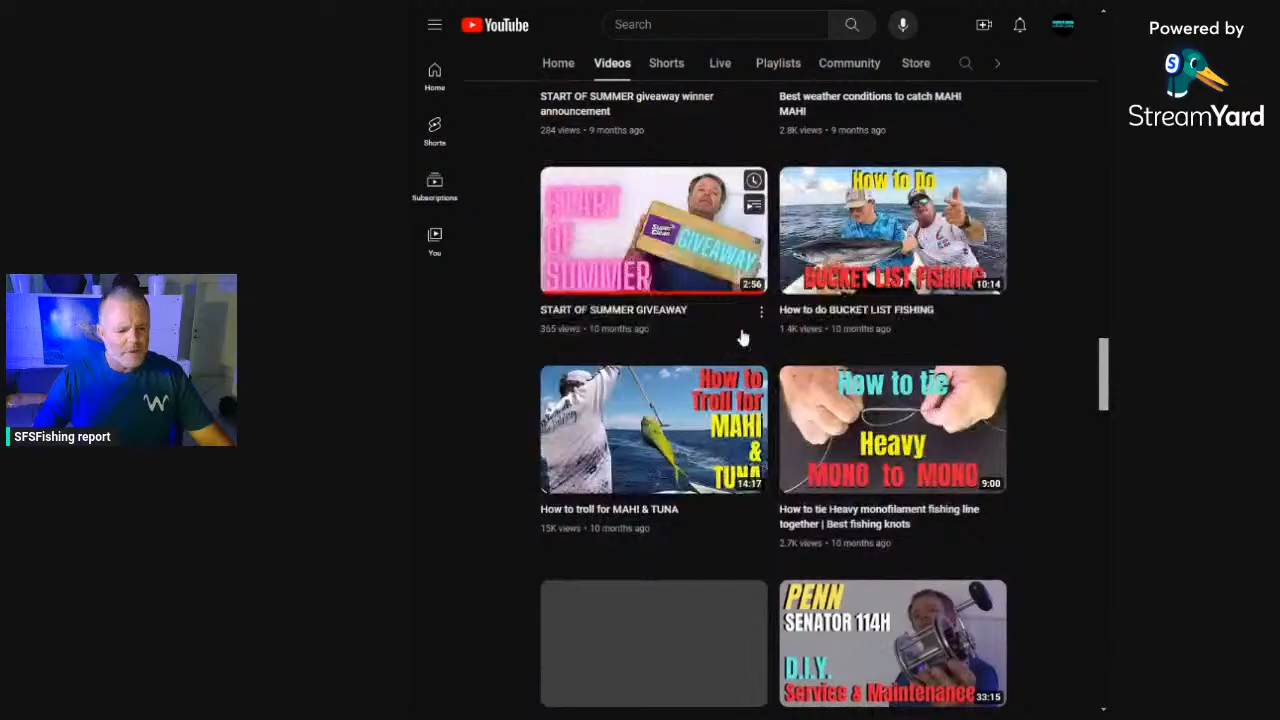 YouTube
Search
Powered by
StreamYard
Home
Videos
Shorts
Live
Playlists
Community
Store
Home
Shorts
Subscriptions
You
START OF SUMMER giveaway winner
announcement
284 views • 9 months ago
Best weather conditions to catch MAHI
MAHI
2.8K views • 9 months ago
START
OF
SUMMER
Super
Clean
GIVEAWAY
2:56
START OF SUMMER GIVEAWAY
365 views • 10 months ago
How to Do
BUCKET LIST FISHING
10:14
How to do BUCKET LIST FISHING
1.4K views • 10 months ago
How to
Troll for
MAHI
&
TUNA
14:17
How to troll for MAHI & TUNA
15K views • 10 months ago
How to tie
Heavy
MONO to MONO
9:00
How to tie Heavy monofilament fishing line
together | Best fishing knots
2.7K views • 10 months ago
PENN
SENATOR 114H
D.I.Y.
Service & Maintenance
33:15
SFSFishing report